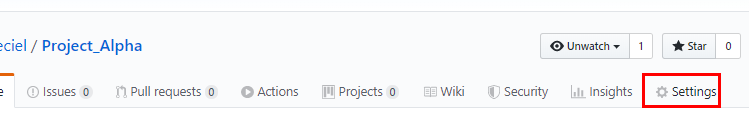 eciel / Project_Alpha
Unwatch 1 Star 0
e Issues 0 Pull requests 0 Actions Projects 0 Wiki Security Insights Settings